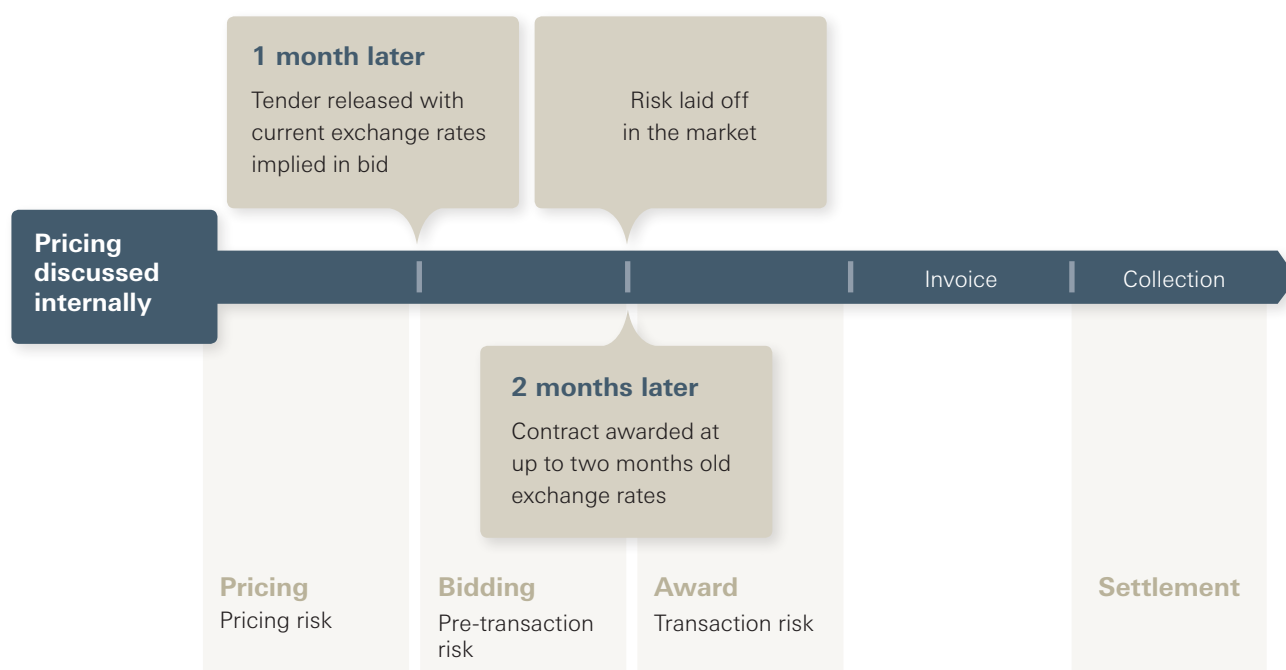 1 month later
Tender released with
current exchange rates
implied in bid
Risk laid off
in the market
Pricing
discussed
internally
Invoice
Collection
2 months later
Contract awarded at
up to two months old
exchange rates
Pricing
Pricing risk
Bidding
Pre-transaction
risk
Award
Transaction risk
Settlement